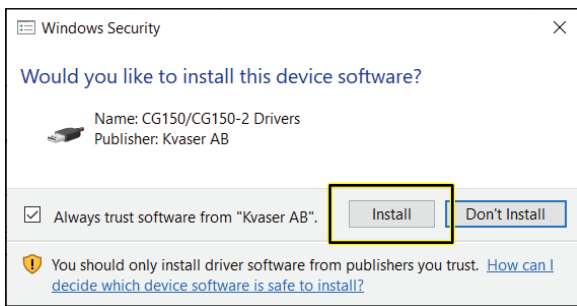 Windows Security
Would you like to install this device software?
Name: CG150/CG150-2 Drivers
Publisher: Kvaser AB
Always trust software from "Kvaser AB".
Install
Don't Install
You should only install driver software from publishers you trust. How can I
decide which device software is safe to install?